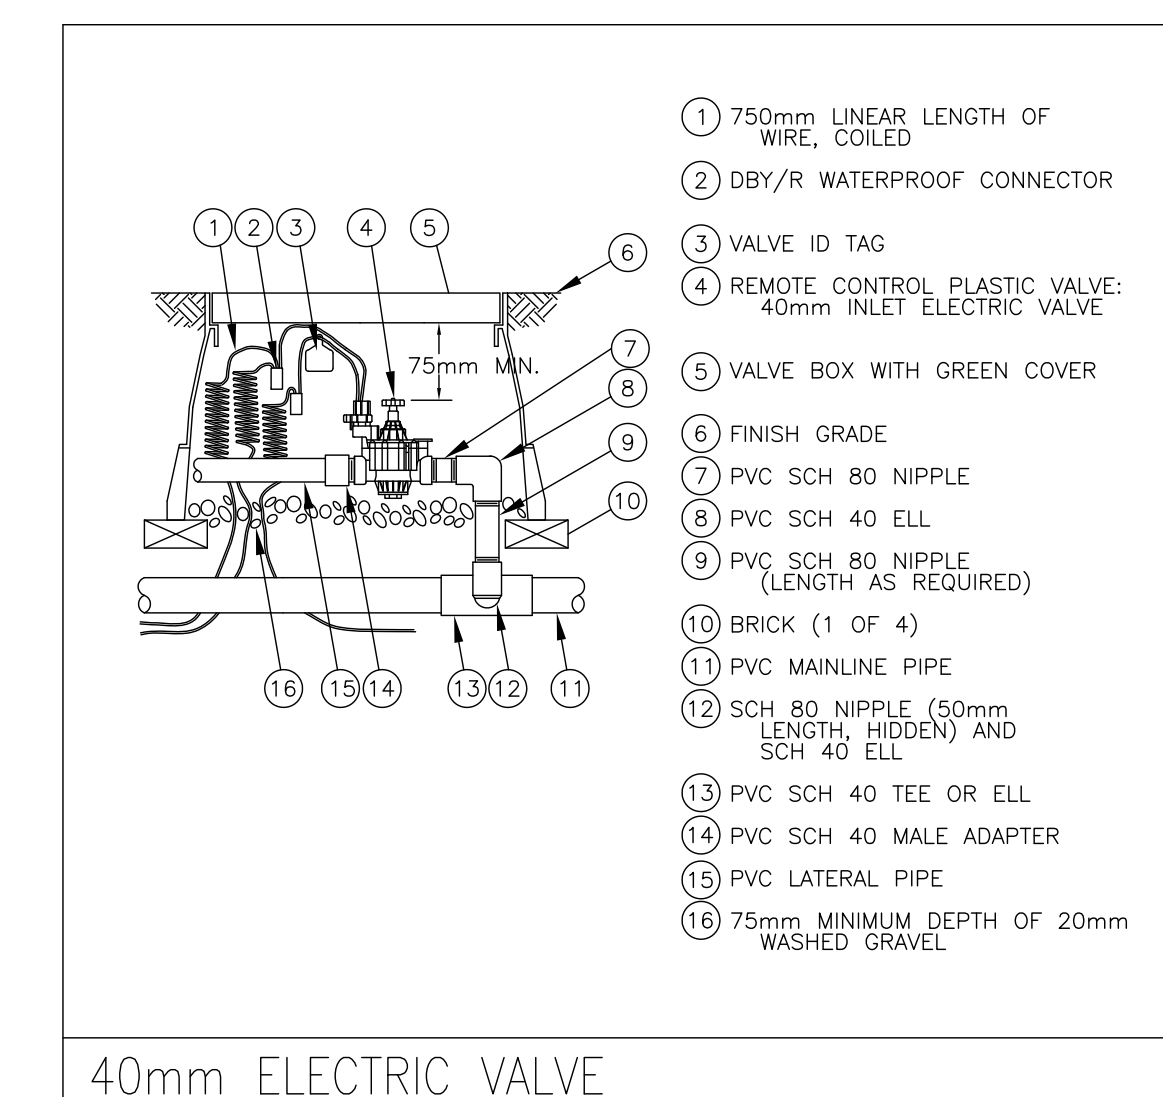 1 750mm LINEAR LENGTH OF
WIRE, COILED
2 DBY/R WATERPROOF CONNECTOR
3 VALVE ID TAG
4 REMOTE CONTROL PLASTIC VALVE:
40mm INLET ELECTRIC VALVE
5 VALVE BOX WITH GREEN COVER
6 FINISH GRADE
7 PVC SCH 80 NIPPLE
8 PVC SCH 40 ELL
9 PVC SCH 80 NIPPLE
(LENGTH AS REQUIRED)
10 BRICK (1 OF 4)
11 PVC MAINLINE PIPE
12 SCH 80 NIPPLE (50mm
LENGTH, HIDDEN) AND
SCH 40 ELL
13 PVC SCH 40 TEE OR ELL
14 PVC SCH 40 MALE ADAPTER
15 PVC LATERAL PIPE
16 75mm MINIMUM DEPTH OF 20mm
WASHED GRAVEL
1 2 3 4 5
6
75mm MIN.
7
8
9
10
16 15 14 13 12 11
40mm ELECTRIC VALVE